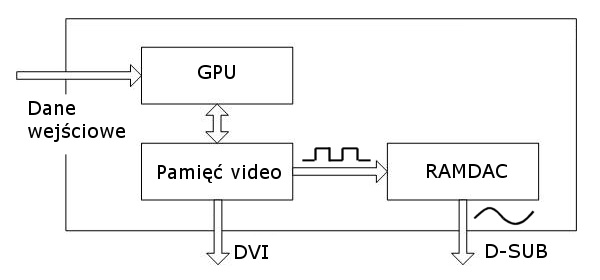 GPU
Dane
wejściowe
Pamięć video
RAMDAC
DVI
D-SUB